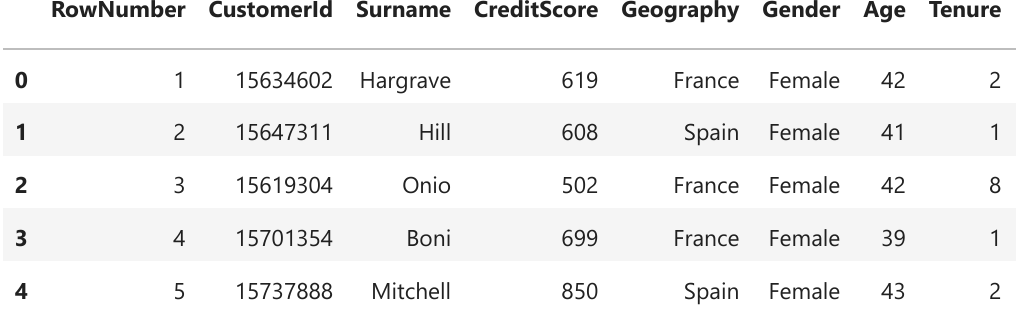 RowNumber CustomerId Surname CreditScore Geography Gender Age Tenure
0 1 15634602 Hargrave 619 France Female 42 2
1 2 15647311 Hill 608 Spain Female 41 1
2 3 15619304 Onio 502 France Female 42 8
3 4 15701354 Boni 699 France Female 39 1
4 5 15737888 Mitchell 850 Spain Female 43 2